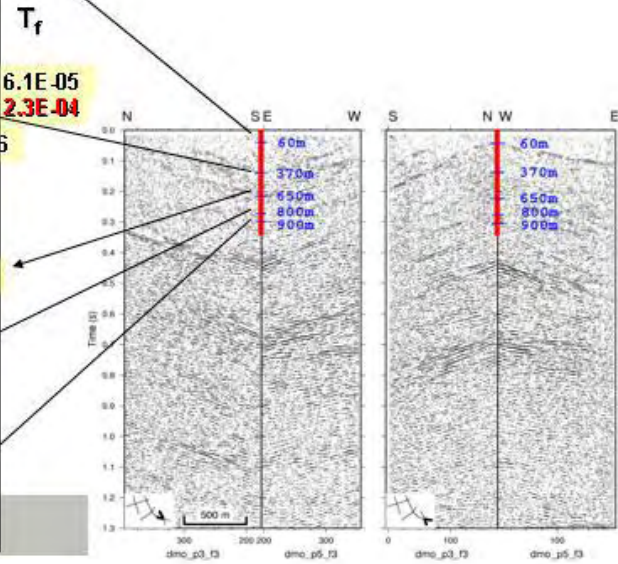 Tf
6.1E-05
2.3E-04
6
N S E W
S N W E
0.0
0.1
0.2
0.3
0.4
0.5
0.6
0.7
0.8
0.9
1.0
1.1
1.2
1.3
Time (s)
60m
370m
650m
800m
900m
60m
370m
650m
800m
900m
500 m
300 200 200 300
dmo_p3_f3 dmo_p5_f3
0 100 100
dmo_p3_f3 dmo_p5_f3